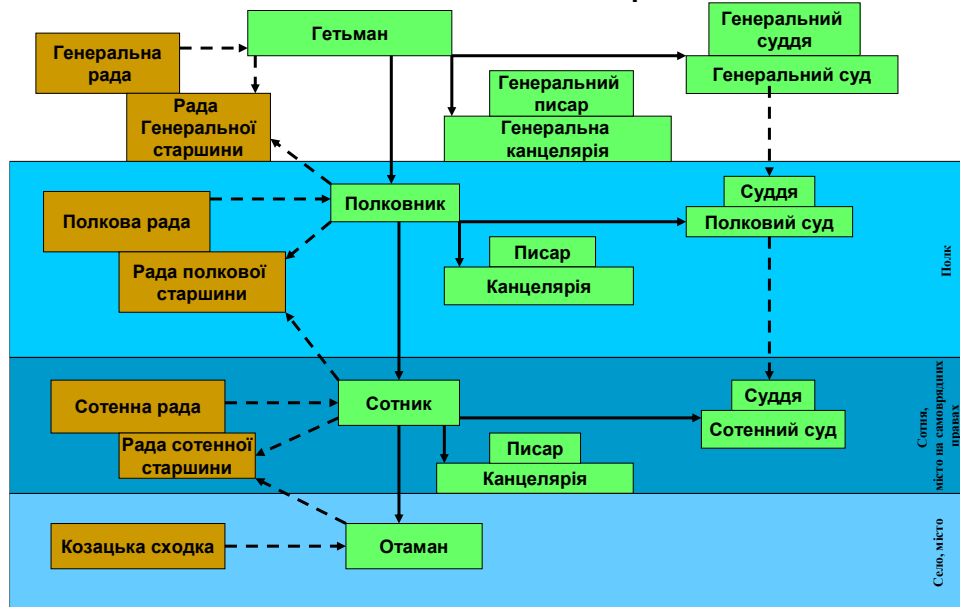 Гетьман
Генеральний
суддя
Генеральний суд
Генеральна
рада
Рада
Генеральної
старшини
Генеральний
писар
Генеральна
канцелярія
Полковник
Суддя
Полковий суд
Полкова рада
Рада полкової
старшини
Писар
Канцелярія
Полк
Сотник
Суддя
Сотенний суд
Сотенна рада
Рада сотенної
старшини
Писар
Канцелярія
Сотня,
місто на самоврядних
правах
Козацька сходка
Отаман
Село, місто